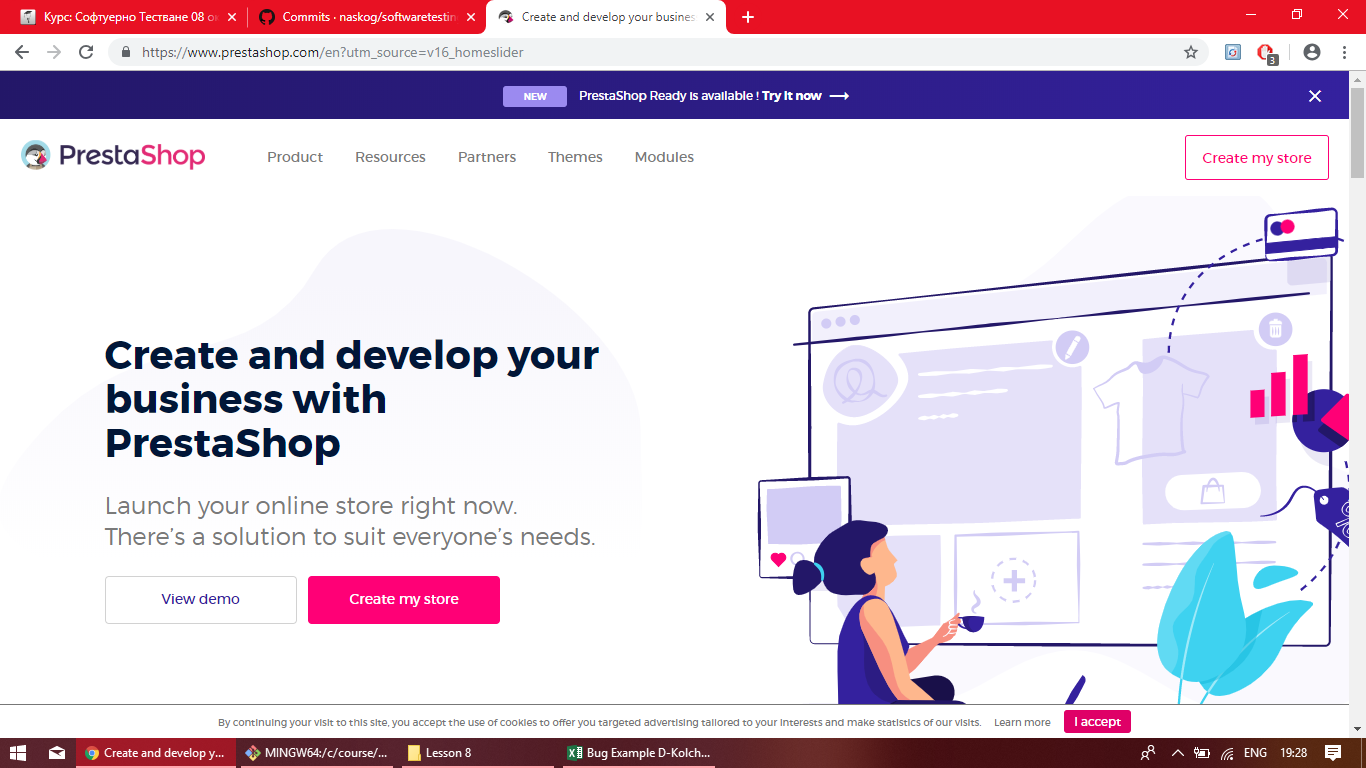 Курс: Софтуерно Тестване 08 ок
Commits · naskog/softwaretestin
Create and develop your busines
https://www.prestashop.com/en?utm_source=v16_homeslider
3
NEW
PrestaShop Ready is available ! Try it now
PrestaShop
Product
Resources
Partners
Themes
Modules
Create my store
Create and develop your
business with
PrestaShop
Launch your online store right now.
There's a solution to suit everyone's needs.
View demo
Create my store
By continuing your visit to this site, you accept the use of cookies to offer you targeted advertising tailored to your interests and make statistics of our visits.
Learn more
I accept
Create and develop y...
MINGW64:/c/course/...
Lesson 8
Bug Example D-Kolch...
ENG
19:28